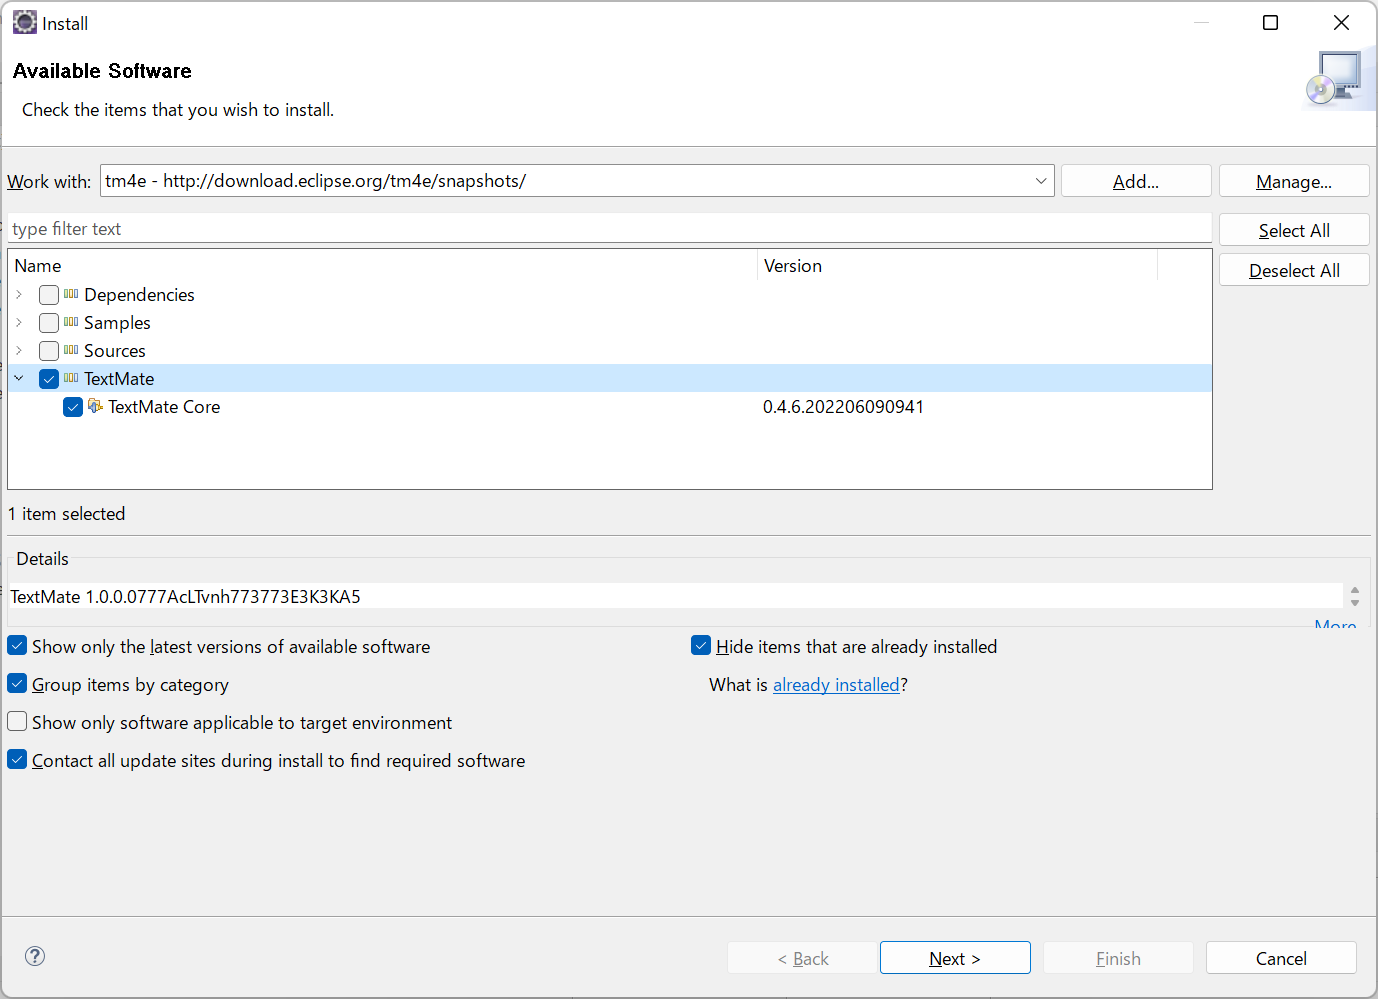 Install
Available Software
Check the items that you wish to install.
Work with: tm4e - http://download.eclipse.org/tm4e/snapshots/ Add... Manage...
type filter text Select All
Name Version Deselect All
Dependencies
Samples
Sources
TextMate
TextMate Core 0.4.6.202206090941
1 item selected
Details
TextMate 1.0.0.0777AcLTvnh773773E3K3KA5
More
Show only the latest versions of available software Hide items that are already installed
Group items by category What is already installed?
Show only software applicable to target environment
Contact all update sites during install to find required software
? < Back Next > Finish Cancel